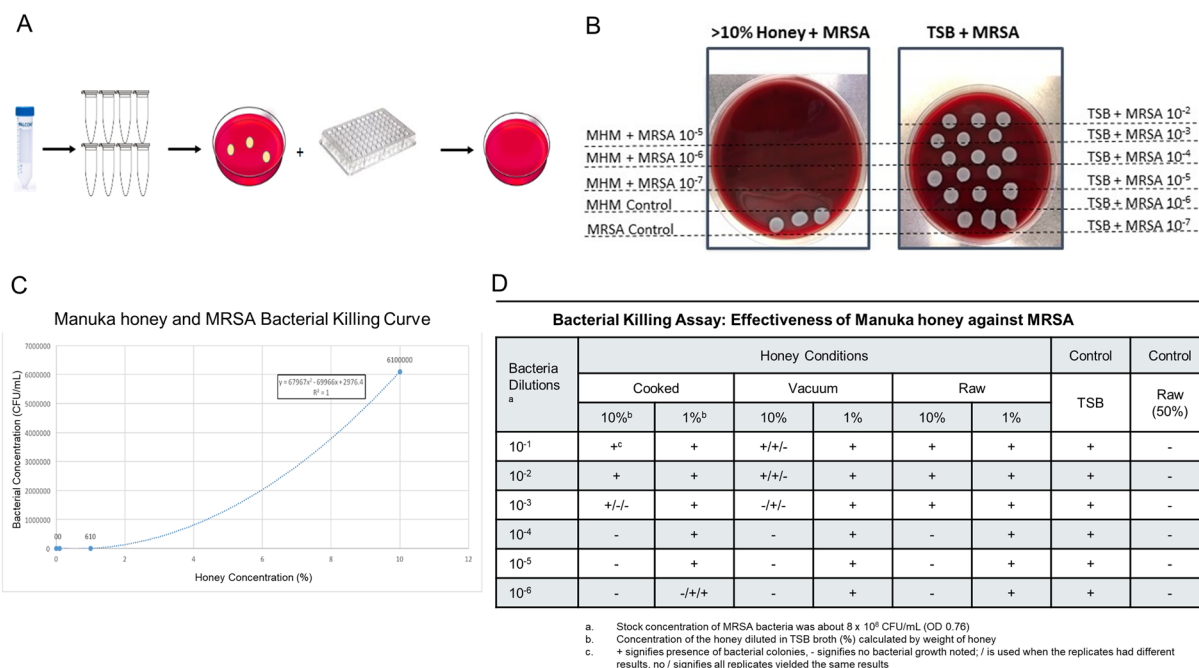 A
FALCON
B
>10% Honey + MRSA
TSB + MRSA
MHM + MRSA 10⁻⁵
MHM + MRSA 10⁻⁶
MHM + MRSA 10⁻⁷
MHM Control
MRSA Control
TSB + MRSA 10⁻²
TSB + MRSA 10⁻³
TSB + MRSA 10⁻⁴
TSB + MRSA 10⁻⁵
TSB + MRSA 10⁻⁶
TSB + MRSA 10⁻⁷
C
Manuka honey and MRSA Bacterial Killing Curve
Bacterial Concentration (CFU/mL)
7000000
6000000
5000000
4000000
3000000
2000000
1000000
0
y = 67967x² - 69966x + 2976.4
R² = 1
6100000
00
610
0 2 4 6 8 10 12
Honey Concentration (%)
D
Bacterial Killing Assay: Effectiveness of Manuka honey against MRSA
Bacteria Dilutions a
Honey Conditions
Control
Control
Cooked Vacuum Raw
TSB
Raw (50%)
10%ᵇ 1%ᵇ 10% 1% 10% 1%
10⁻¹ +ᶜ + +/+/- + + + + -
10⁻² + + +/+/- + + + + -
10⁻³ +/-/- + -/+/- + + + + -
10⁻⁴ - + - + - + + -
10⁻⁵ - + - + - + + -
10⁻⁶ - -/+/+ - + - + + -
a. Stock concentration of MRSA bacteria was about 8 x 10⁸ CFU/mL (OD 0.76)
b. Concentration of the honey diluted in TSB broth (%) calculated by weight of honey
c. + signifies presence of bacterial colonies, - signifies no bacterial growth noted; / is used when the replicates had different
results, no / signifies all replicates yielded the same results